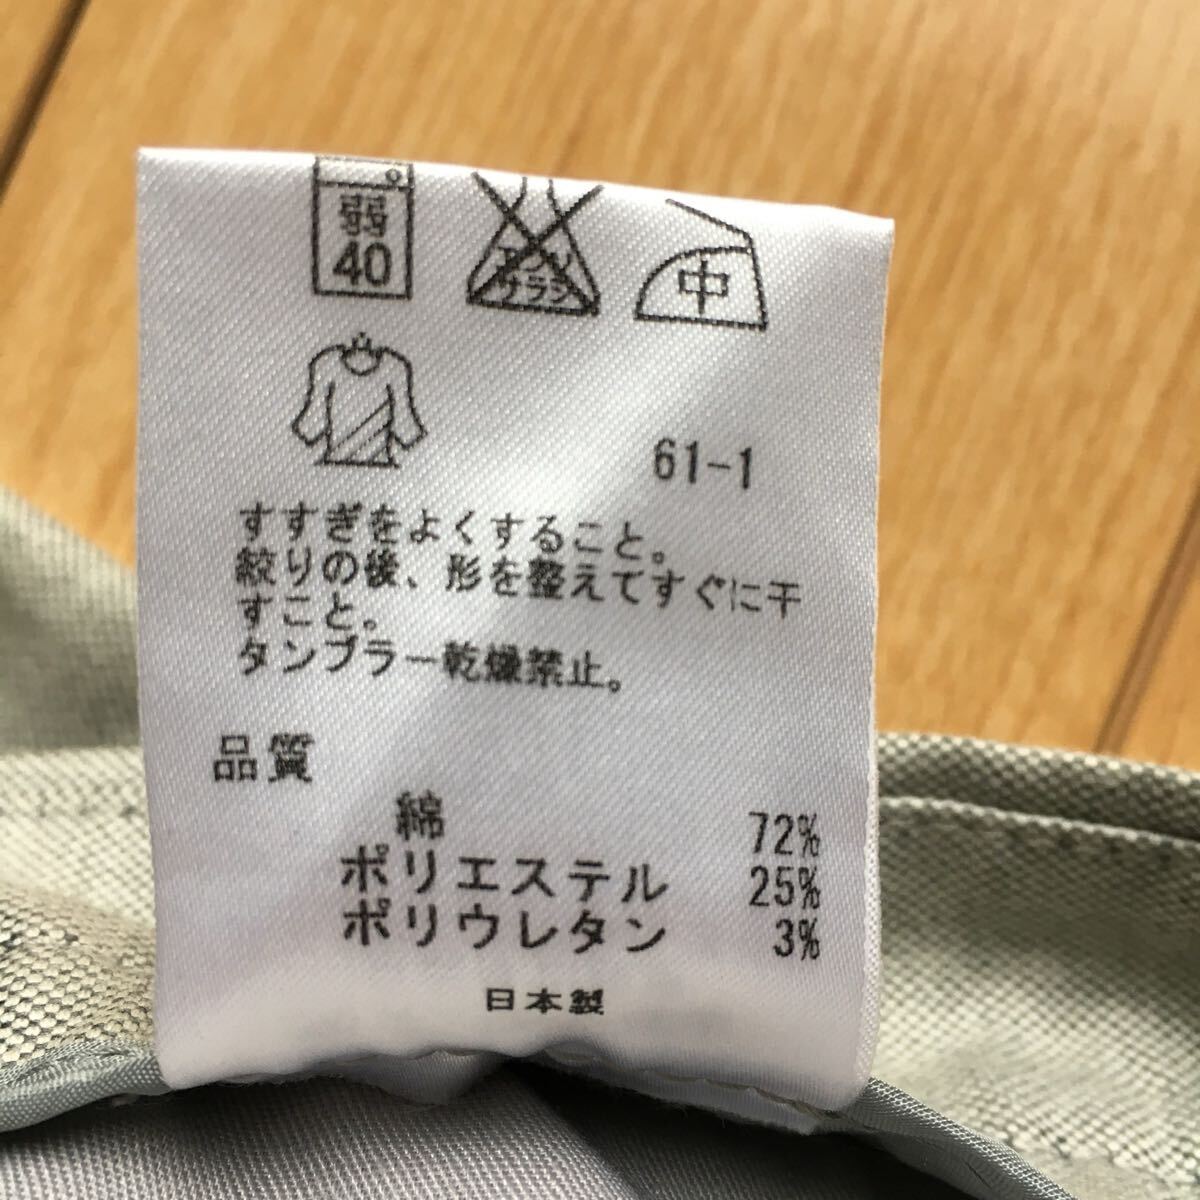 弱
40
エンソ
サラシ
中
61-1
すすぎをよくすること。
絞りの後、形を整えてすぐに干
すこと。
タンブラー乾燥禁止。
品質
綿 72%
ポリエステル 25%
ポリウレタン 3%
日本製